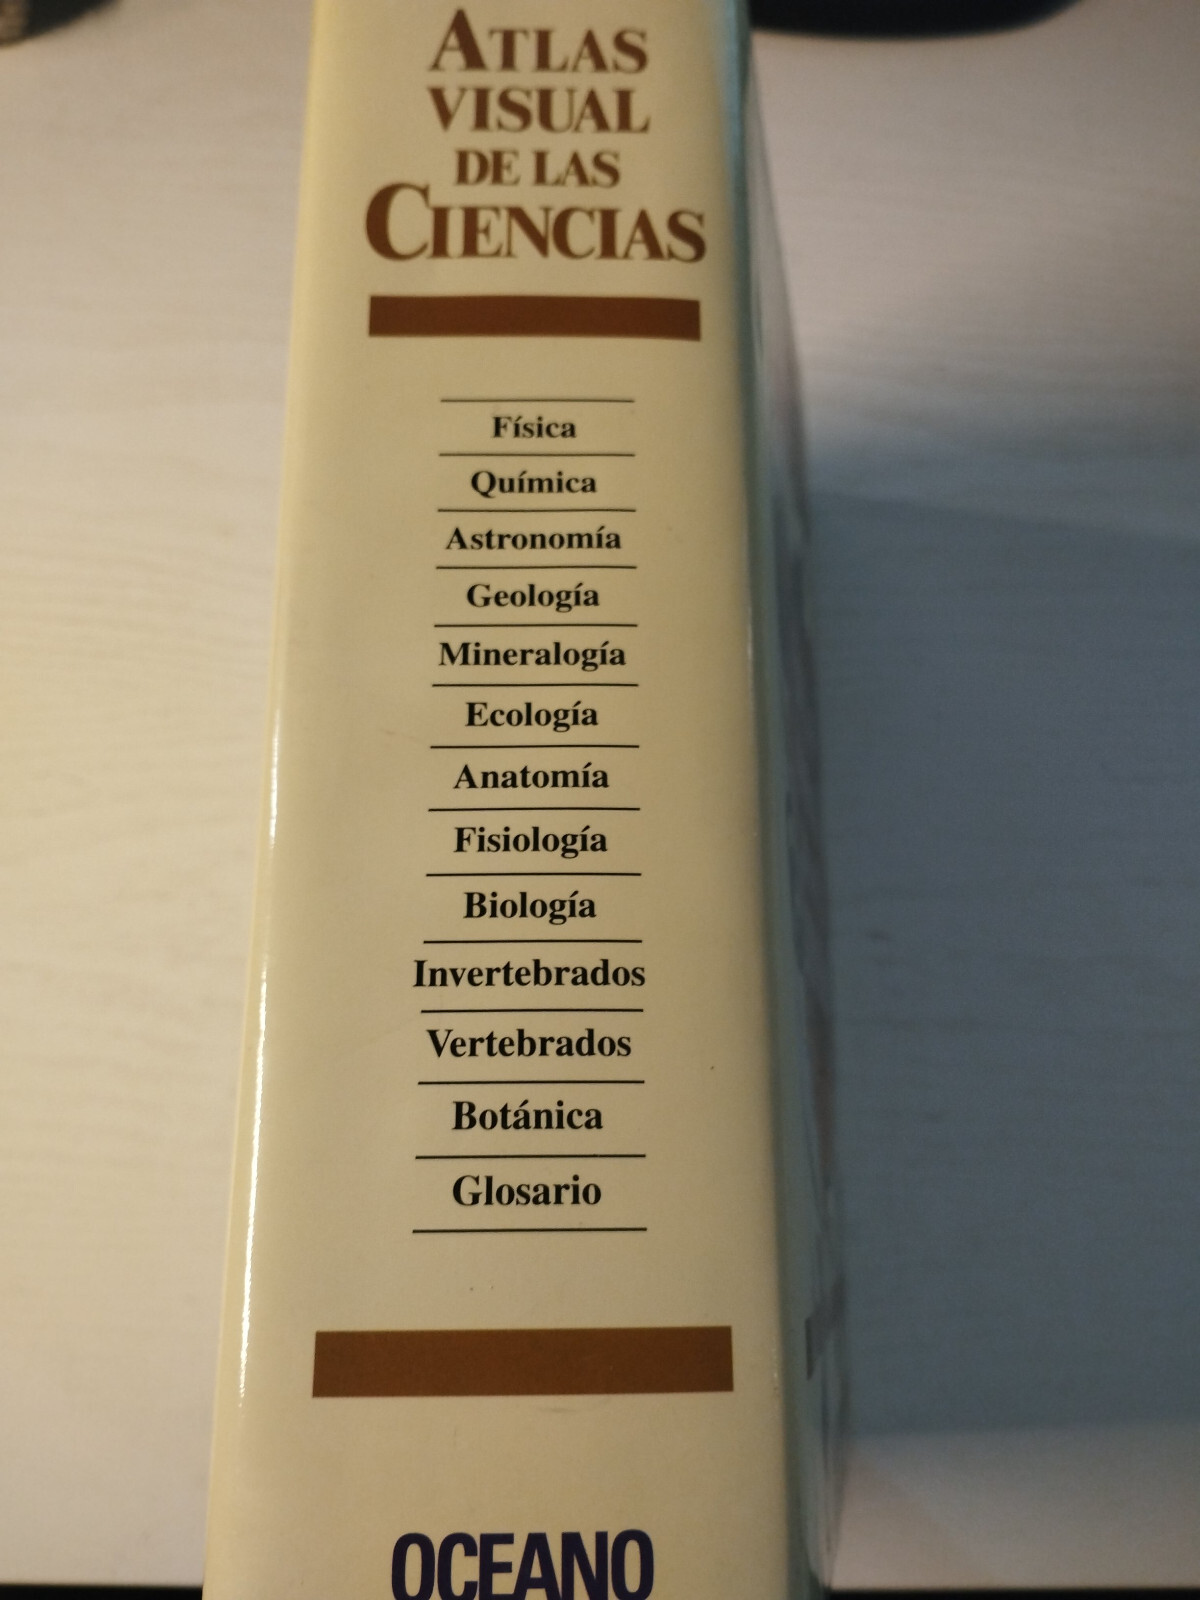 ATLAS
VISUAL
DE LAS
CIENCIAS
Física
Química
Astronomía
Geología
Mineralogía
Ecología
Anatomía
Fisiología
Biología
Invertebrados
Vertebrados
Botánica
Glosario
OCEANO